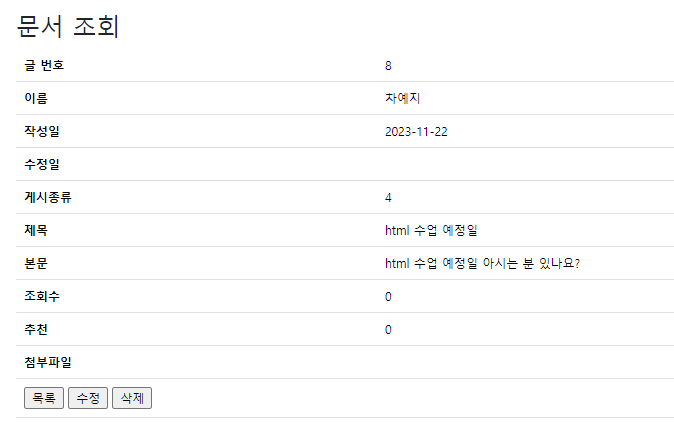 문서 조회
글 번호 8
이름 차예지
작성일 2023-11-22
수정일
게시종류 4
제목 html 수업 예정일
본문 html 수업 예정일 아시는 분 있나요?
조회수 0
추천 0
첨부파일
목록 수정 삭제